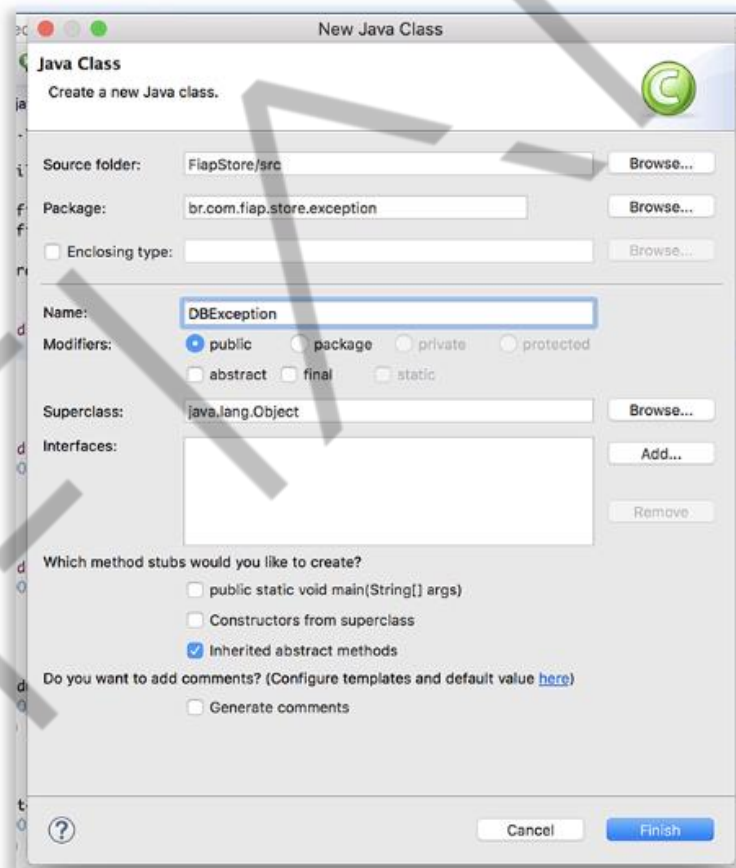 New Java Class
Java Class
Create a new Java class.
Source folder: FiapStore/src Browse...
Package: br.com.fiap.store.exception Browse...
Enclosing type: Browse...
Name: DBException
Modifiers: public package private protected
abstract final static
Superclass: java.lang.Object Browse...
Interfaces: Add...
Remove
Which method stubs would you like to create?
public static void main(String[] args)
Constructors from superclass
Inherited abstract methods
Do you want to add comments? (Configure templates and default value here)
Generate comments
? Cancel Finish